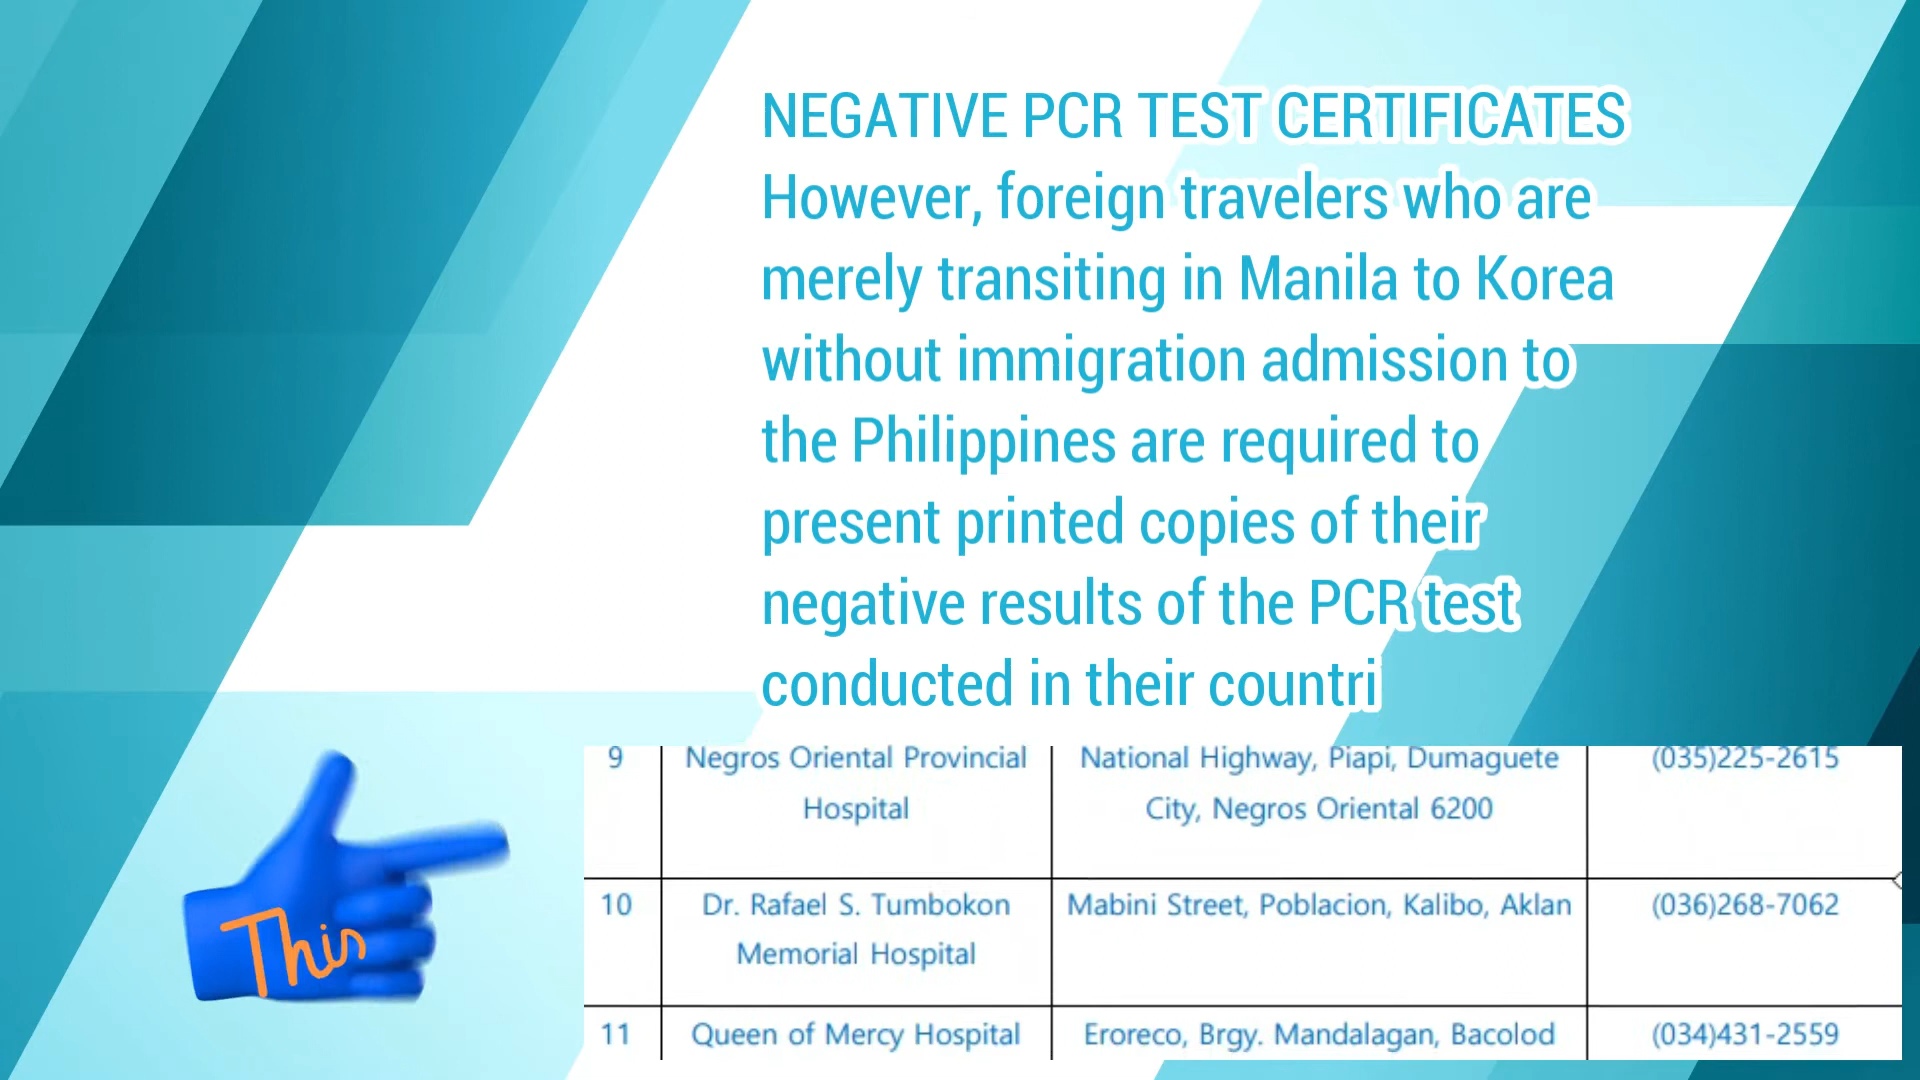 NEGATIVE PCR TEST CERTIFICATES
However, foreign travelers who are
merely transiting in Manila to Korea
without immigration admission to
the Philippines are required to
present printed copies of their
negative results of the PCR test
conducted in their countri
This
9 Negros Oriental Provincial National Highway, Piapi, Dumaguete (035)225-2615
Hospital City, Negros Oriental 6200
10 Dr. Rafael S. Tumbokon Mabini Street, Poblacion, Kalibo, Aklan (036)268-7062
Memorial Hospital
11 Queen of Mercy Hospital Eroreco, Brgy. Mandalagan, Bacolod (034)431-2559